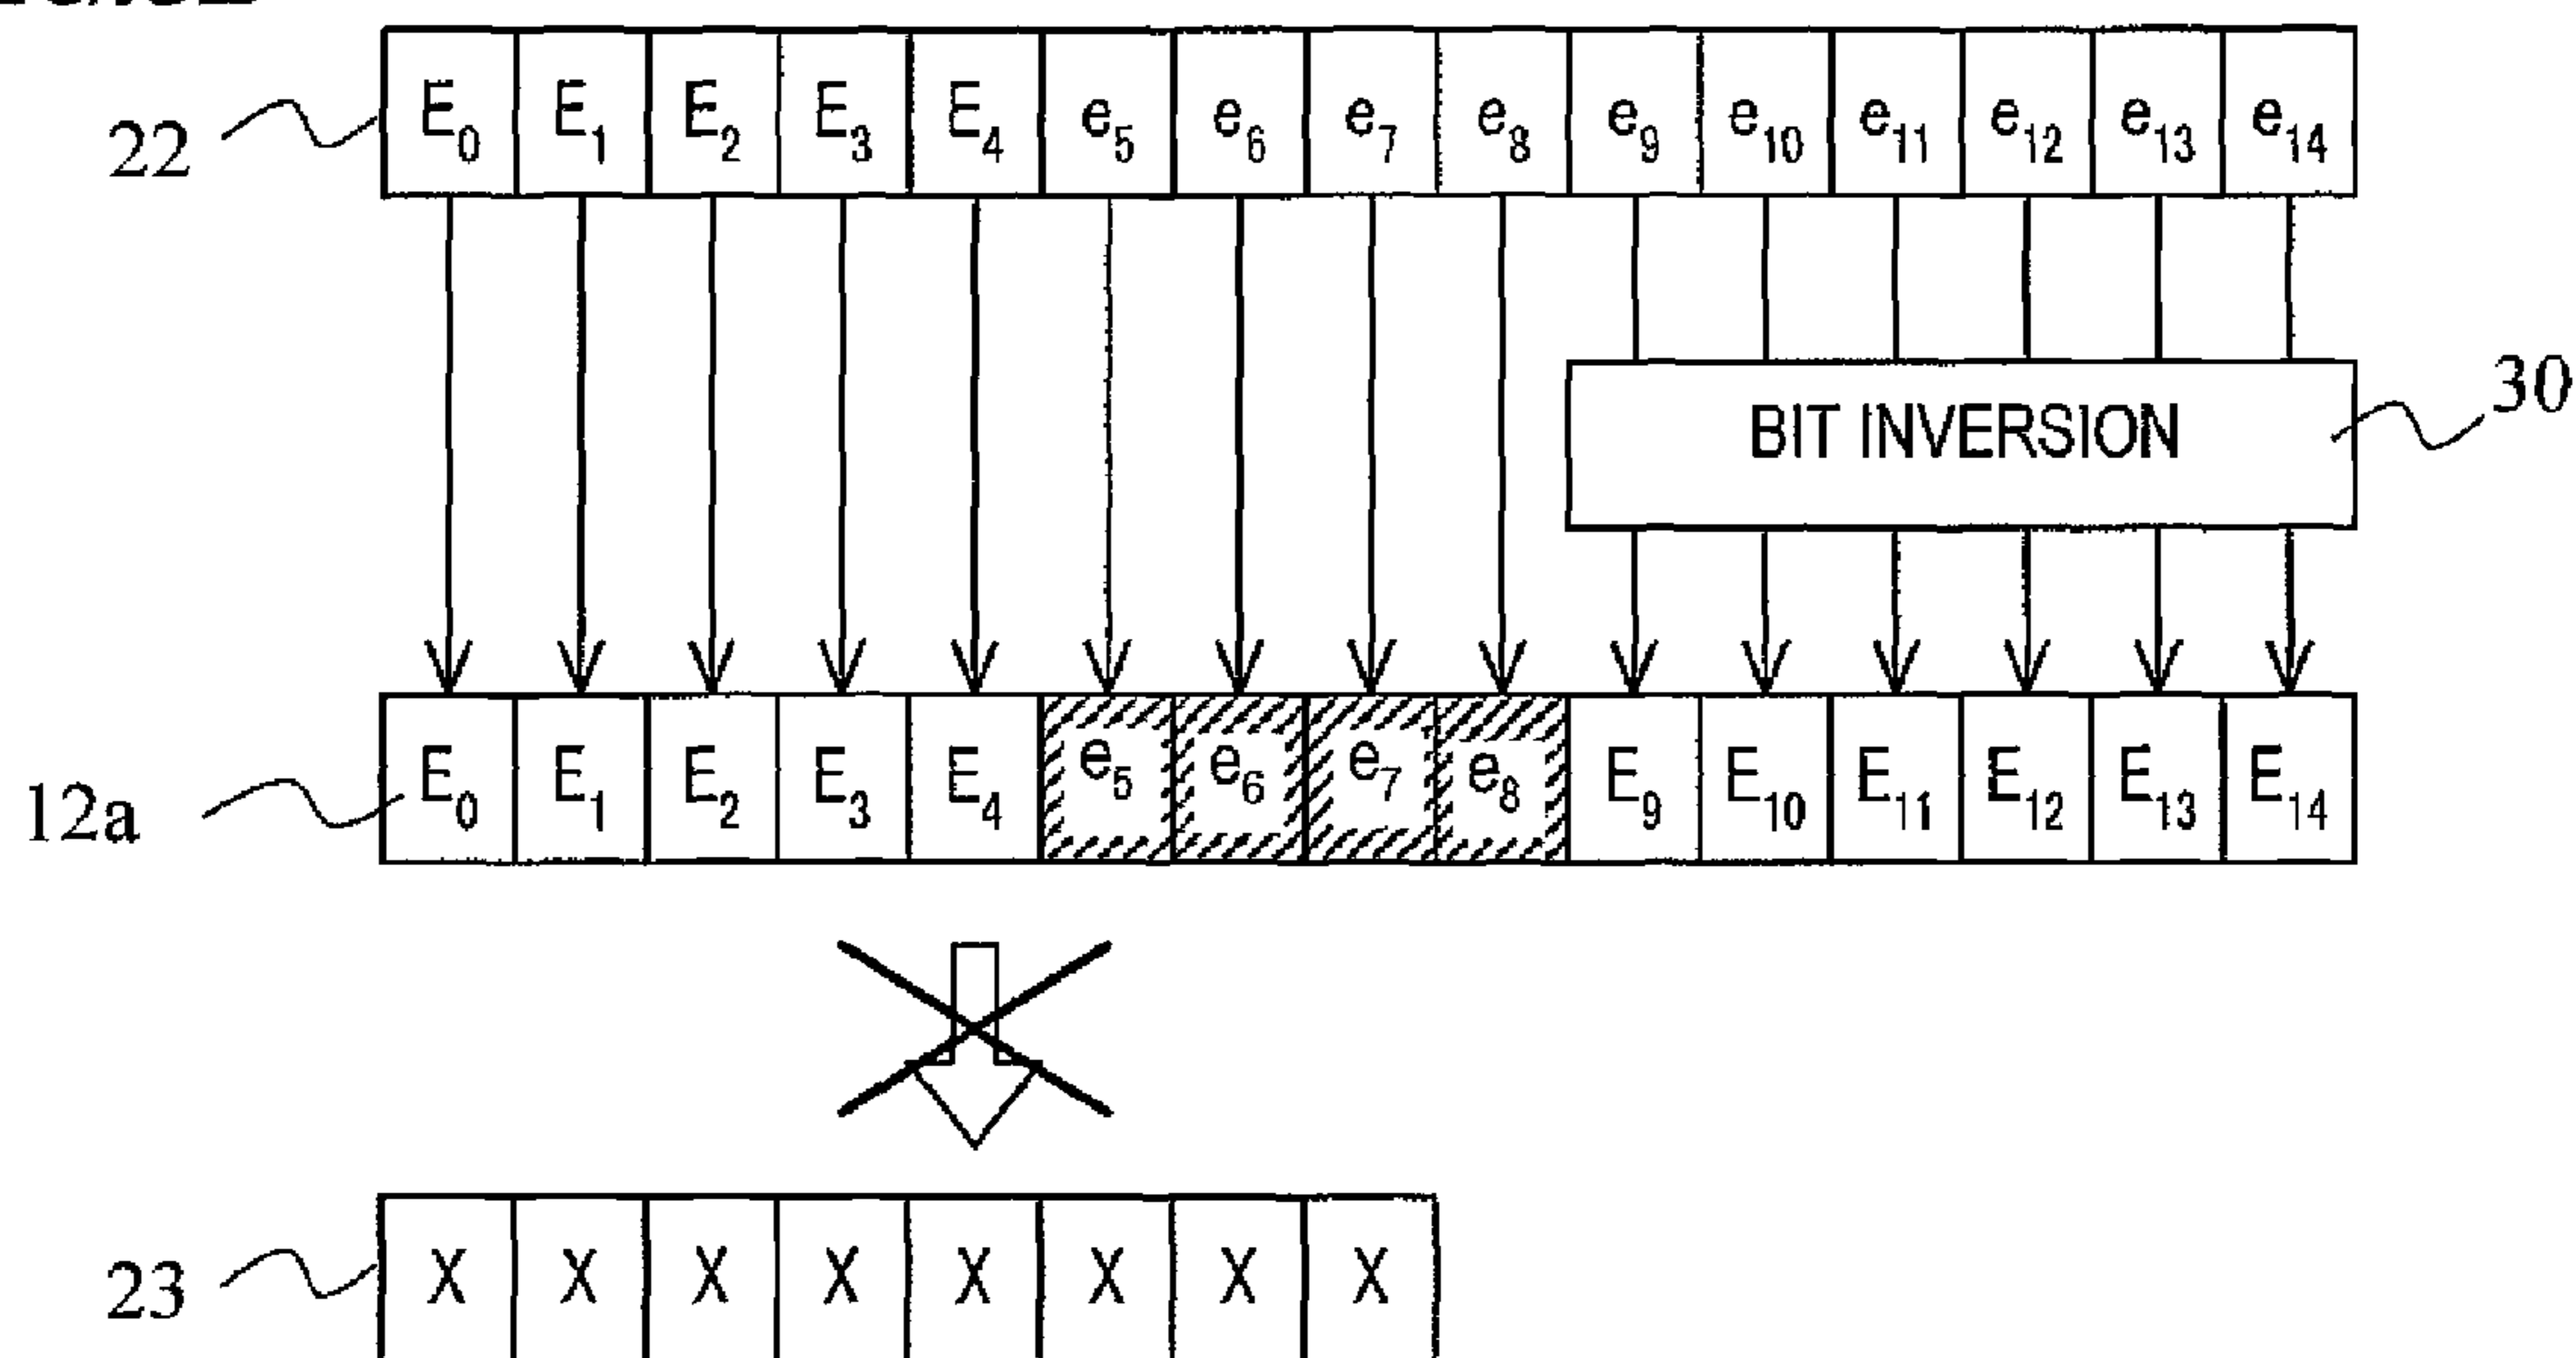 22 E₀ E₁ E₂ E₃ E₄ e₅ e₆ e₇ e₈ e₉ e₁₀ e₁₁ e₁₂ e₁₃ e₁₄
BIT INVERSION 30
12a E₀ E₁ E₂ E₃ E₄ e₅ e₆ e₇ e₈ E₉ E₁₀ E₁₁ E₁₂ E₁₃ E₁₄
23 X X X X X X X X